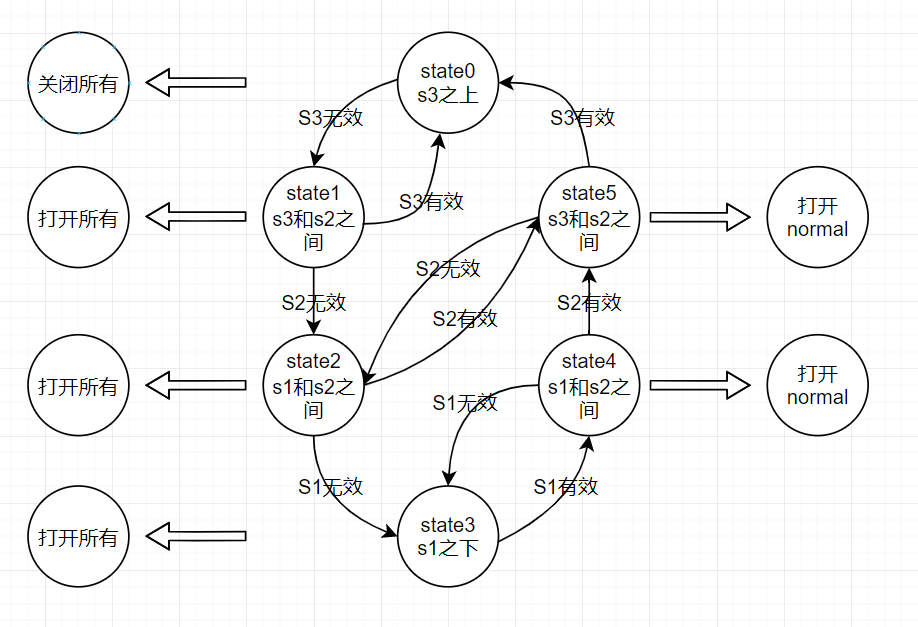 关闭所有
state0
s3之上
S3无效
S3有效
打开所有
state1
s3和s2之
间
S3有效
state5
s3和s2之
间
打开
normal
S2无效
S2无效
S2有效
S2有效
打开所有
state2
s1和s2之
间
S1无效
state4
s1和s2之
间
打开
normal
S1无效
S1有效
打开所有
state3
s1之下